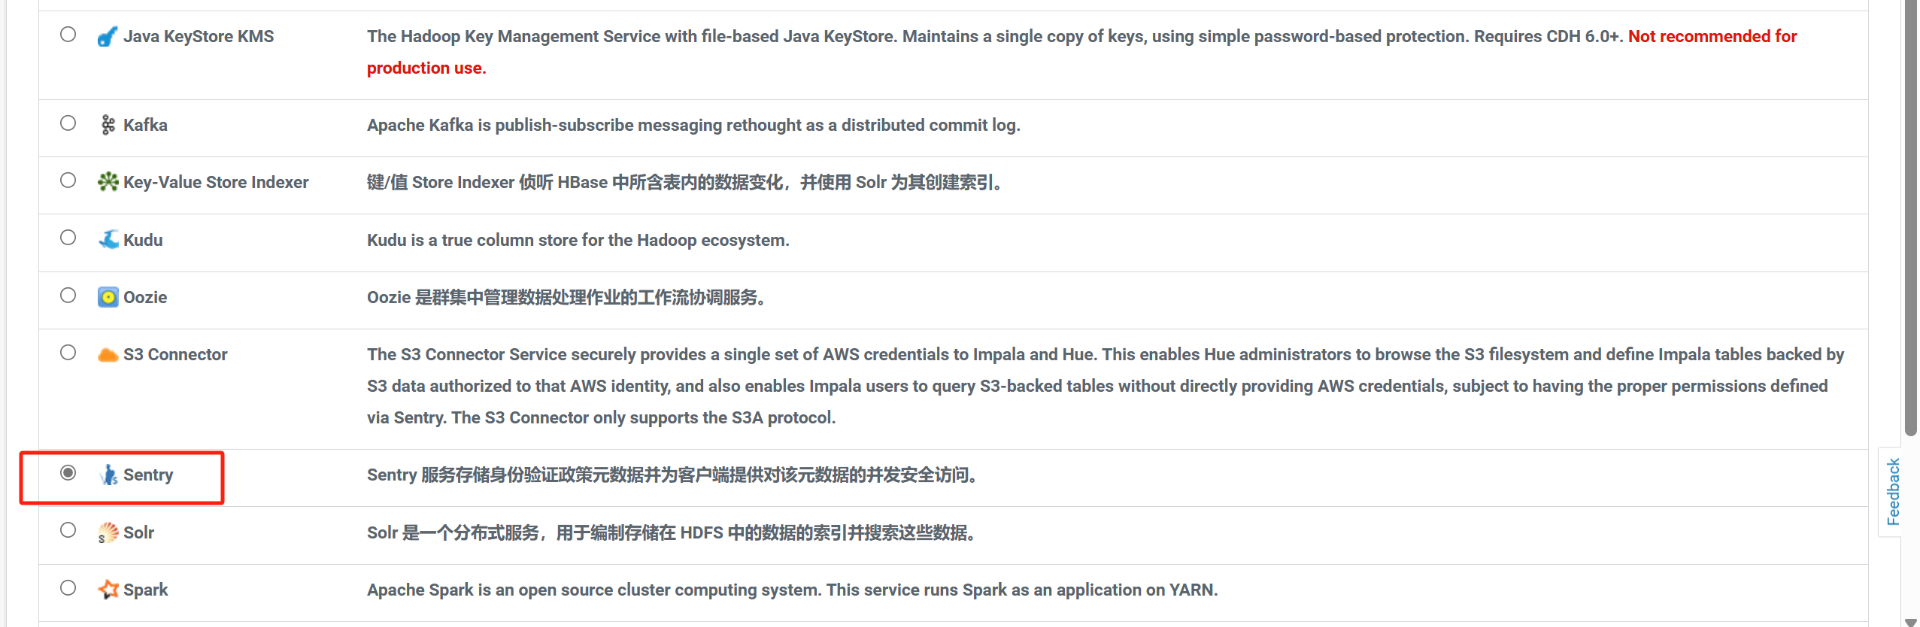 Java KeyStore KMS
The Hadoop Key Management Service with file-based Java KeyStore. Maintains a single copy of keys, using simple password-based protection. Requires CDH 6.0+. Not recommended for
production use.
Kafka
Apache Kafka is publish-subscribe messaging rethought as a distributed commit log.
Key-Value Store Indexer
键/值 Store Indexer 侦听 HBase 中所含表内的数据变化，并使用 Solr 为其创建索引。
Kudu
Kudu is a true column store for the Hadoop ecosystem.
Oozie
Oozie 是群集中管理数据处理作业的工作流协调服务。
S3 Connector
The S3 Connector Service securely provides a single set of AWS credentials to Impala and Hue. This enables Hue administrators to browse the S3 filesystem and define Impala tables backed by
S3 data authorized to that AWS identity, and also enables Impala users to query S3-backed tables without directly providing AWS credentials, subject to having the proper permissions defined
via Sentry. The S3 Connector only supports the S3A protocol.
Sentry
Sentry 服务存储身份验证政策元数据并为客户端提供对该元数据的并发安全访问。
Solr
Solr 是一个分布式服务，用于编制存储在 HDFS 中的数据的索引并搜索这些数据。
Spark
Apache Spark is an open source cluster computing system. This service runs Spark as an application on YARN.
Feedback